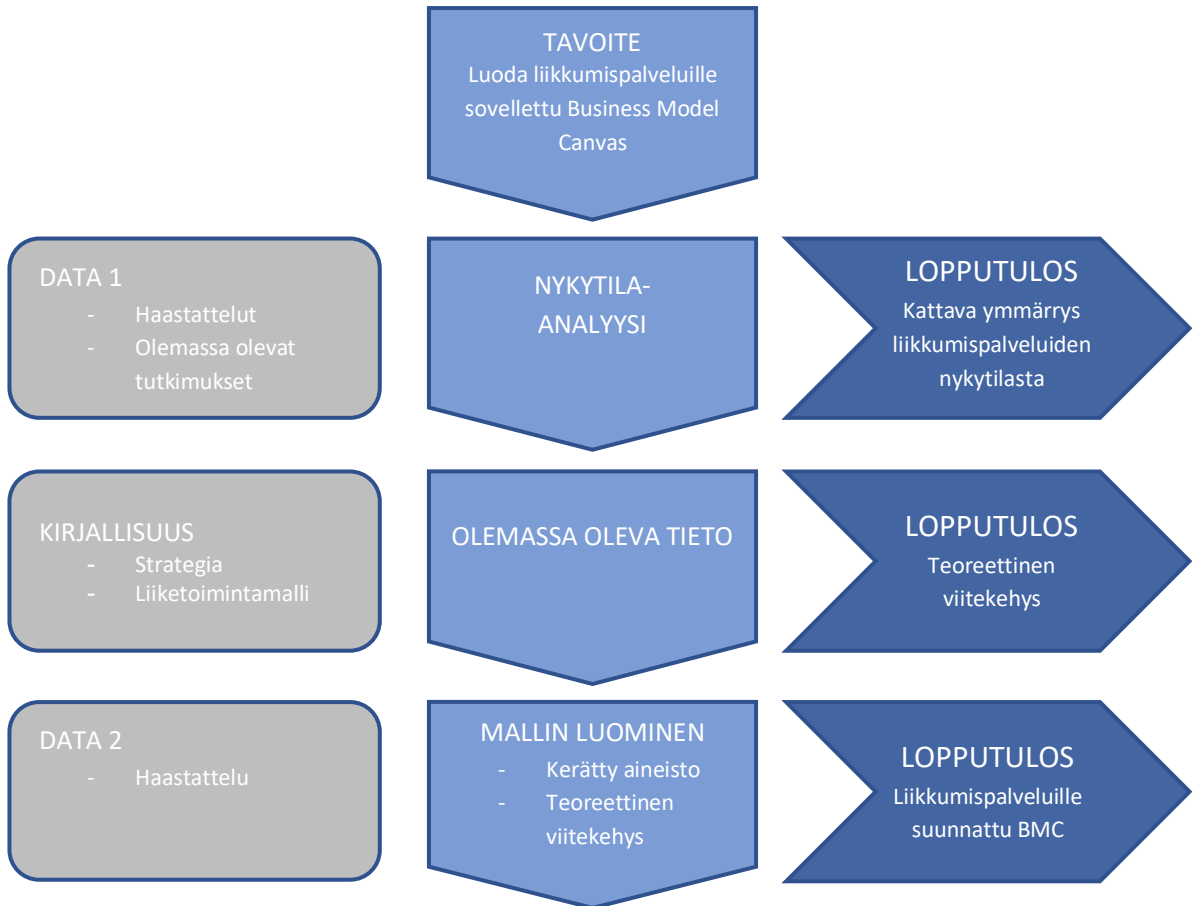 TAVOITE
Luoda liikkumispalveluille
sovellettu Business Model
Canvas
DATA 1
- Haastattelut
- Olemassa olevat
tutkimukset
NYKYTILA-
ANALYYSI
LOPPUTULOS
Kattava ymmärrys
liikkumispalveluiden
nykytilasta
KIRJALLISUUS
- Strategia
- Liiketoimintamalli
OLEMASSA OLEVA TIETO
LOPPUTULOS
Teoreettinen
viitekehys
DATA 2
- Haastattelu
MALLIN LUOMINEN
- Kerätty aineisto
- Teoreettinen
viitekehys
LOPPUTULOS
Liikkumispalveluille
suunnattu BMC